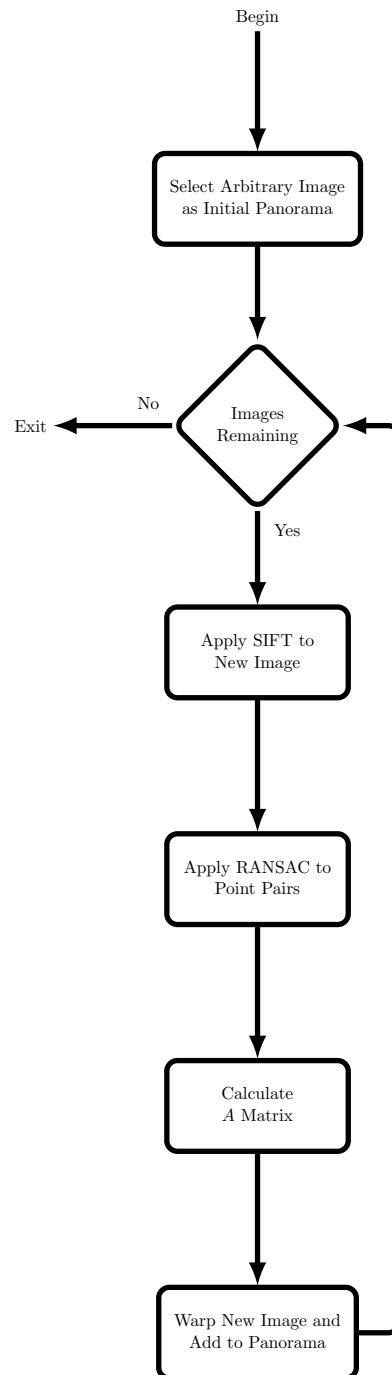 Begin
Select Arbitrary Image
as Initial Panorama
Images
Remaining
No
Exit
Yes
Apply SIFT to
New Image
Apply RANSAC to
Point Pairs
Calculate
A Matrix
Warp New Image and
Add to Panorama